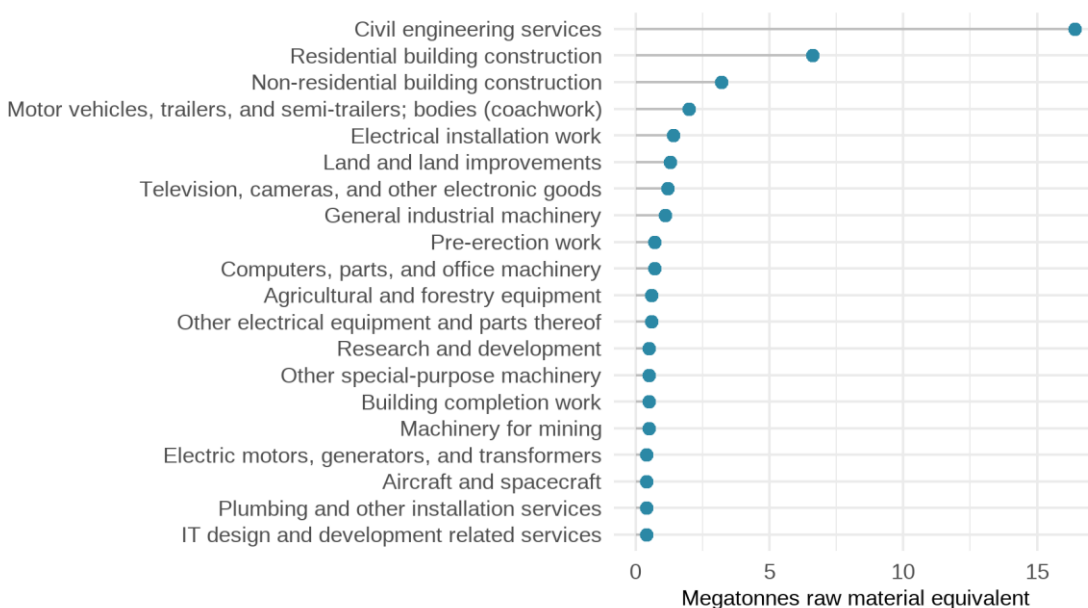 Civil engineering services
Residential building construction
Non-residential building construction
Motor vehicles, trailers, and semi-trailers; bodies (coachwork)
Electrical installation work
Land and land improvements
Television, cameras, and other electronic goods
General industrial machinery
Pre-erection work
Computers, parts, and office machinery
Agricultural and forestry equipment
Other electrical equipment and parts thereof
Research and development
Other special-purpose machinery
Building completion work
Machinery for mining
Electric motors, generators, and transformers
Aircraft and spacecraft
Plumbing and other installation services
IT design and development related services
0 5 10 15
Megatonnes raw material equivalent